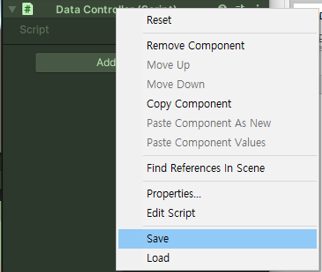 Data Controller (Script)
Script
Add
Reset
Remove Component
Move Up
Move Down
Copy Component
Paste Component As New
Paste Component Values
Find References In Scene
Properties...
Edit Script
Save
Load